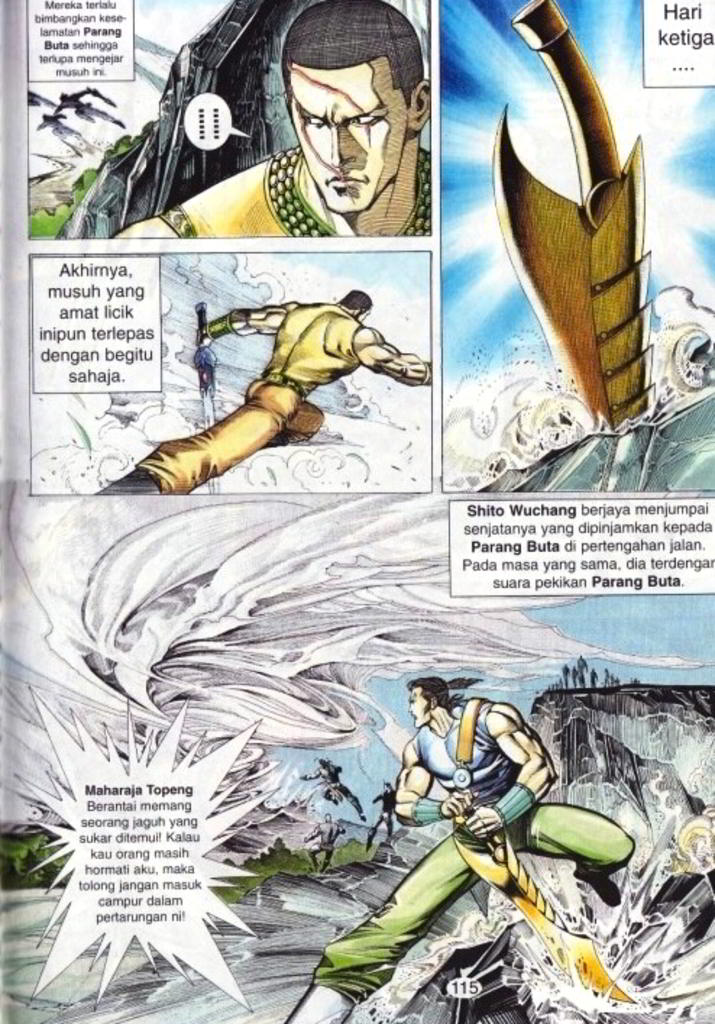 Mereka terlalu
bimbangkan kese-
lamatan Parang
Buta sehingga
terlupa mengejar
musuh ini.
Hari
ketiga
....
Akhirnya,
musuh yang
amat licik
inipun terlepas
dengan begitu
sahaja.
Shito Wuchang berjaya menjumpai
senjatanya yang dipinjamkan kepada
Parang Buta di pertengahan jalan.
Pada masa yang sama, dia terdengar
suara pekikan Parang Buta.
Maharaja Topeng
Berantai memang
seorang jaguh yang
sukar ditemui! Kalau
kau orang masih
hormati aku, maka
tolong jangan masuk
campur dalam
pertarungan ni!
115